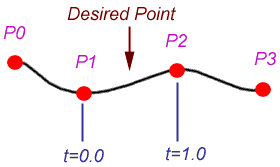 Desired Point
P0
P1
P2
P3
t=0.0
t=1.0